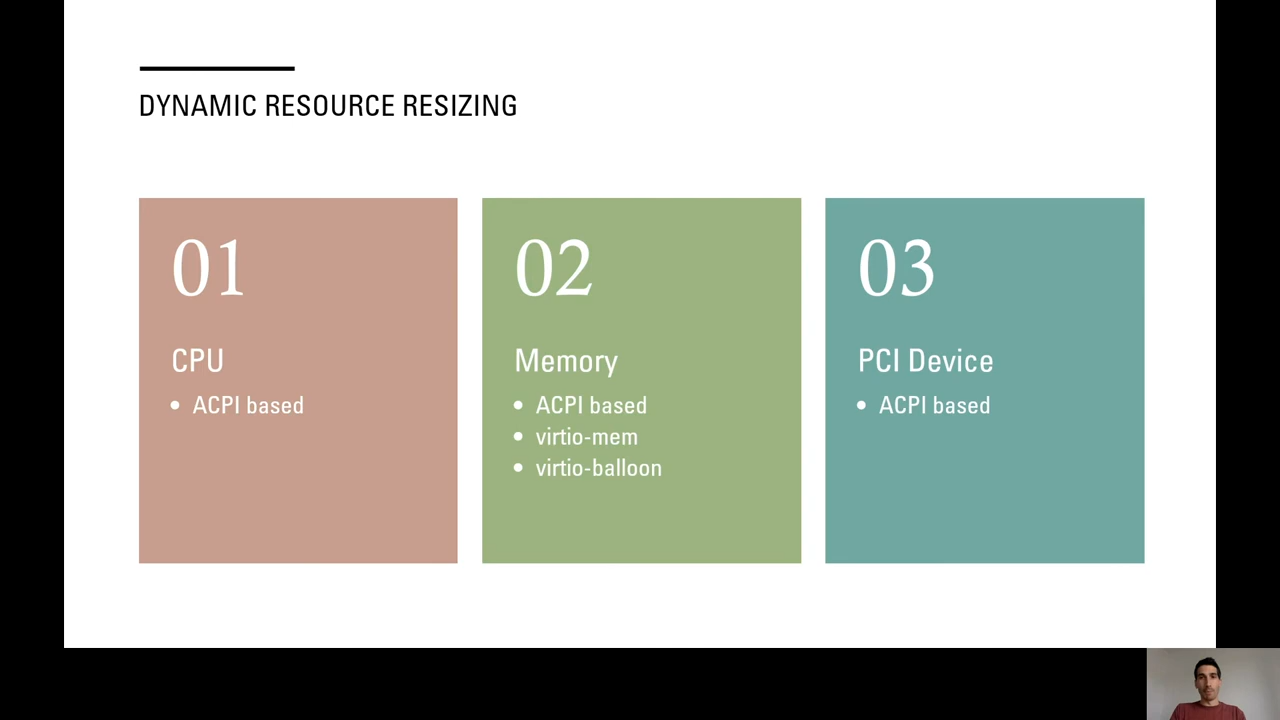 DYNAMIC RESOURCE RESIZING
01
CPU
• ACPI based
02
Memory
• ACPI based
• virtio-mem
• virtio-balloon
03
PCI Device
• ACPI based